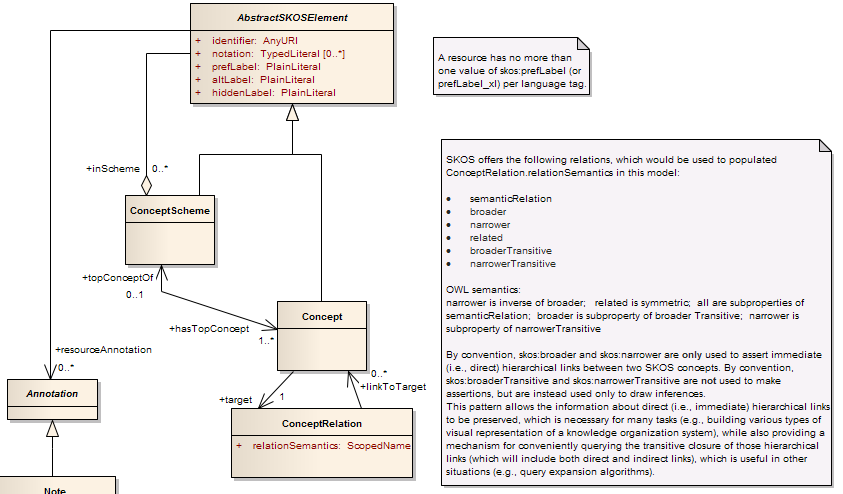 AbstractSKOSElement
+ identifier: AnyURI
+ notation: TypedLiteral [0..*]
+ prefLabel: PlainLiteral
+ altLabel: PlainLiteral
+ hiddenLabel: PlainLiteral
A resource has no more than
one value of skos:prefLabel (or
prefLabel_xl) per language tag.
+inScheme 0..*
ConceptScheme
+topConceptOf
0..1
+hasTopConcept
1..*
Concept
+resourceAnnotation
0..*
Annotation
0..*
+linkToTarget
+target 1
ConceptRelation
+ relationSemantics: ScopedName
Note
SKOS offers the following relations, which would be used to populated
ConceptRelation.relationSemantics in this model:
• semanticRelation
• broader
• narrower
• related
• broaderTransitive
• narrowerTransitive
OWL semantics:
narrower is inverse of broader; related is symmetric; all are subproperties of
semanticRelation; broader is subproperty of broader Transitive; narrower is
subproperty of narrowerTransitive
By convention, skos:broader and skos:narrower are only used to assert immediate
(i.e., direct) hierarchical links between two SKOS concepts. By convention,
skos:broaderTransitive and skos:narrowerTransitive are not used to make
assertions, but are instead used only to draw inferences.
This pattern allows the information about direct (i.e., immediate) hierarchical links
to be preserved, which is necessary for many tasks (e.g., building various types of
visual representation of a knowledge organization system), while also providing a
mechanism for conveniently querying the transitive closure of those hierarchical
links (which will include both direct and indirect links), which is useful in other
situations (e.g., query expansion algorithms).